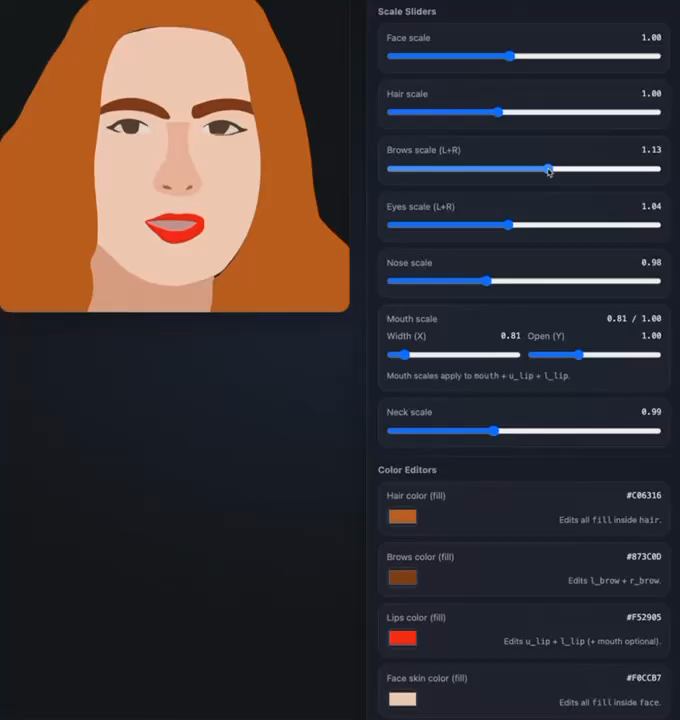 Scale Sliders
Face scale 1.00
Hair scale 1.00
Brows scale (L+R) 1.13
Eyes scale (L+R) 1.04
Nose scale 0.98
Mouth scale 0.81 / 1.00
Width (X) 0.81 Open (Y) 1.00
Mouth scales apply to mouth + u_lip + l_lip.
Neck scale 0.99
Color Editors
Hair color (fill) #C06316
Edits all fill inside hair.
Brows color (fill) #873C0D
Edits l_brow + r_brow.
Lips color (fill) #F52905
Edits u_lip + l_lip (+ mouth optional).
Face skin color (fill) #F0CCB7
Edits all fill inside face.